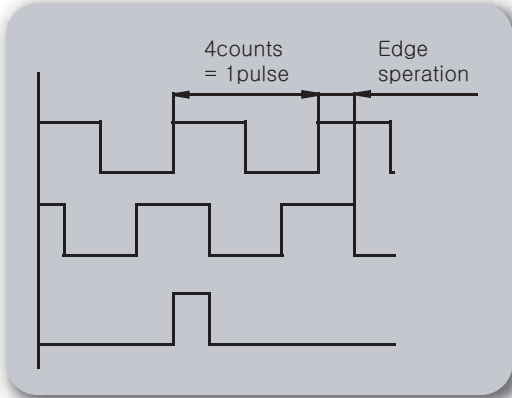 4counts
= 1pulse
Edge
speration